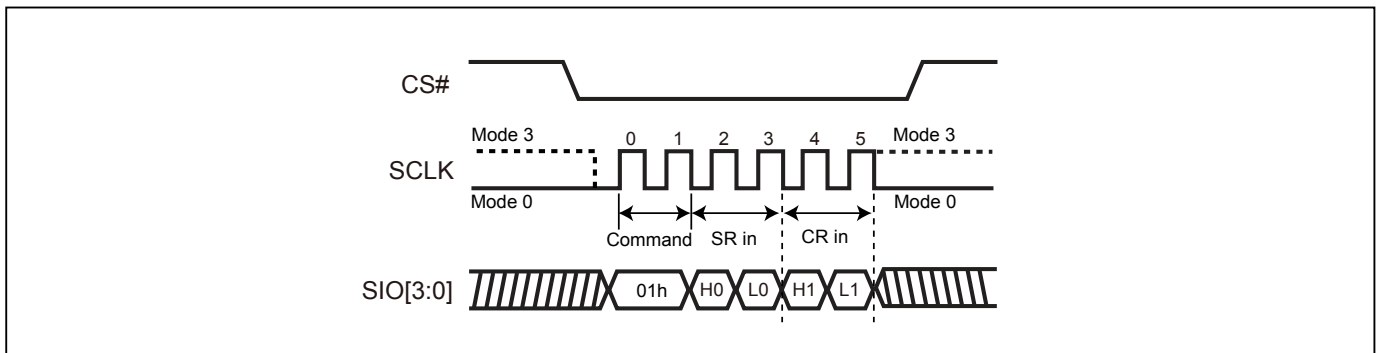 CS#
Mode 3 0 1 2 3 4 5 Mode 3
SCLK
Mode 0 Mode 0
Command SR in CR in
SIO[3:0] 01h H0 L0 H1 L1